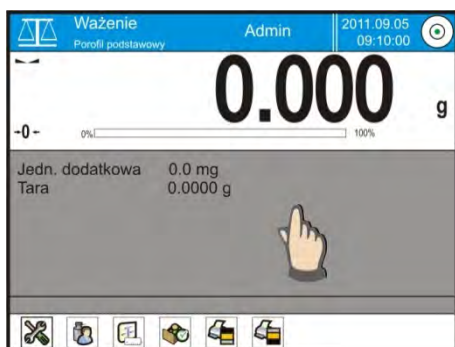 Ważenie
Porofil podstawowy
Admin
2011.09.05
09:10:00
0.000 g
-0-
0% 100%
Jedn. dodatkowa 0.0 mg
Tara 0.0000 g